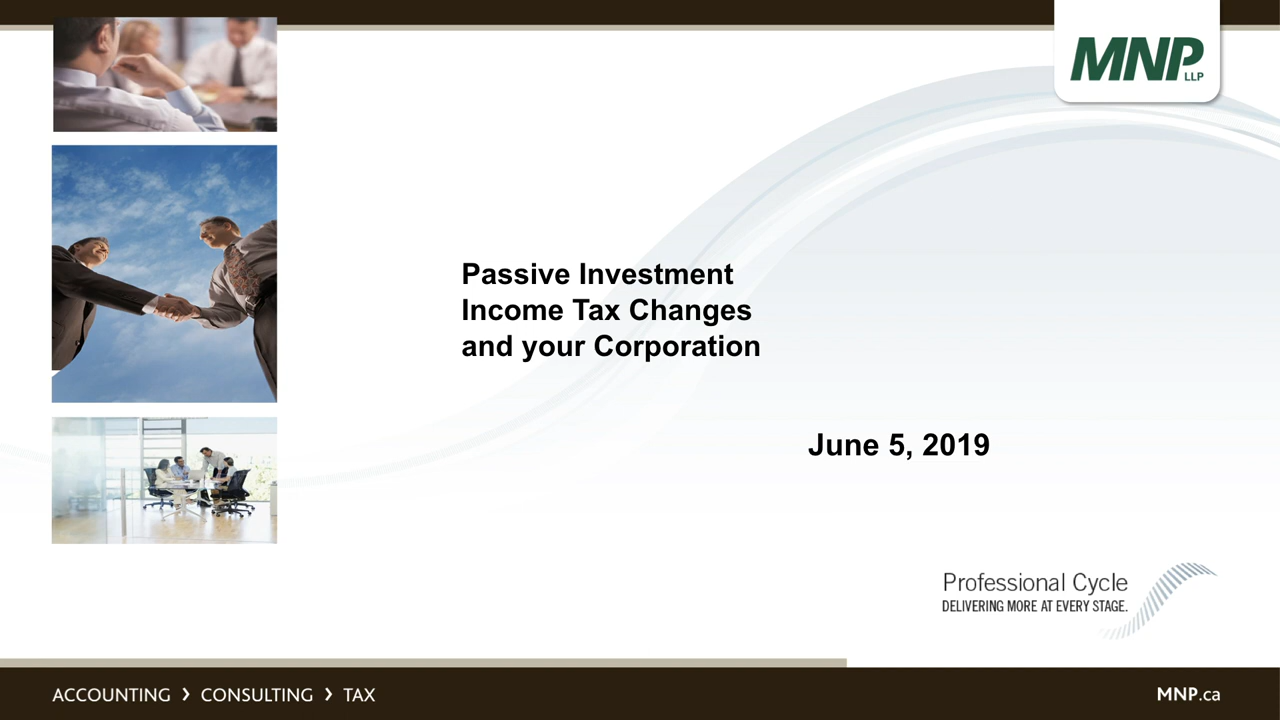 MNP
LLP
Passive Investment
Income Tax Changes
and your Corporation
June 5, 2019
Professional Cycle
DELIVERING MORE AT EVERY STAGE.
ACCOUNTING › CONSULTING › TAX
MNP.ca